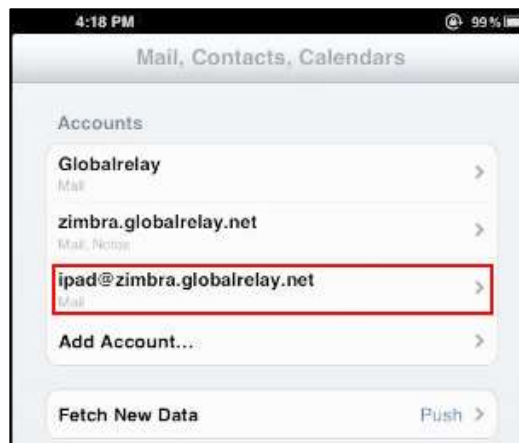 4:18 PM 99%
Mail, Contacts, Calendars
Accounts
Globalrelay
Mail
zimbra.globalrelay.net
Mail, Notes
ipad@zimbra.globalrelay.net
Mail
Add Account...
Fetch New Data Push